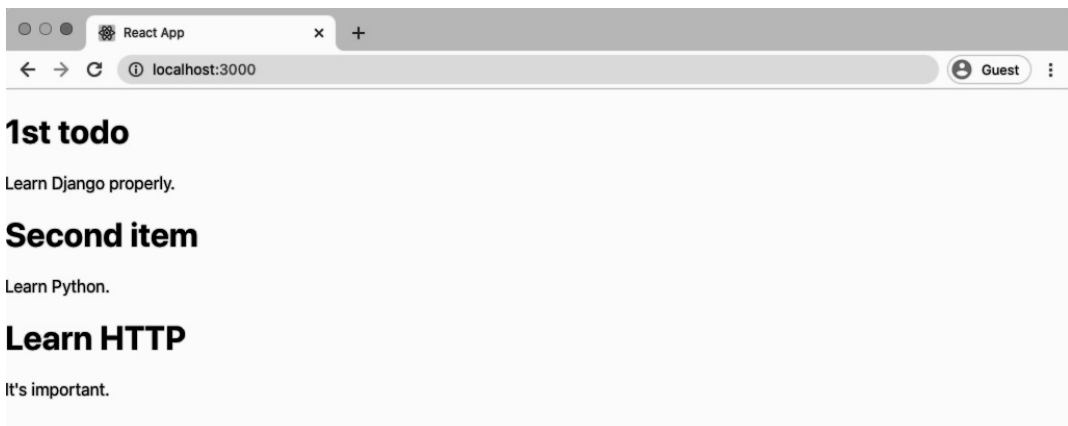 React App
localhost:3000
Guest
1st todo
Learn Django properly.
Second item
Learn Python.
Learn HTTP
It's important.